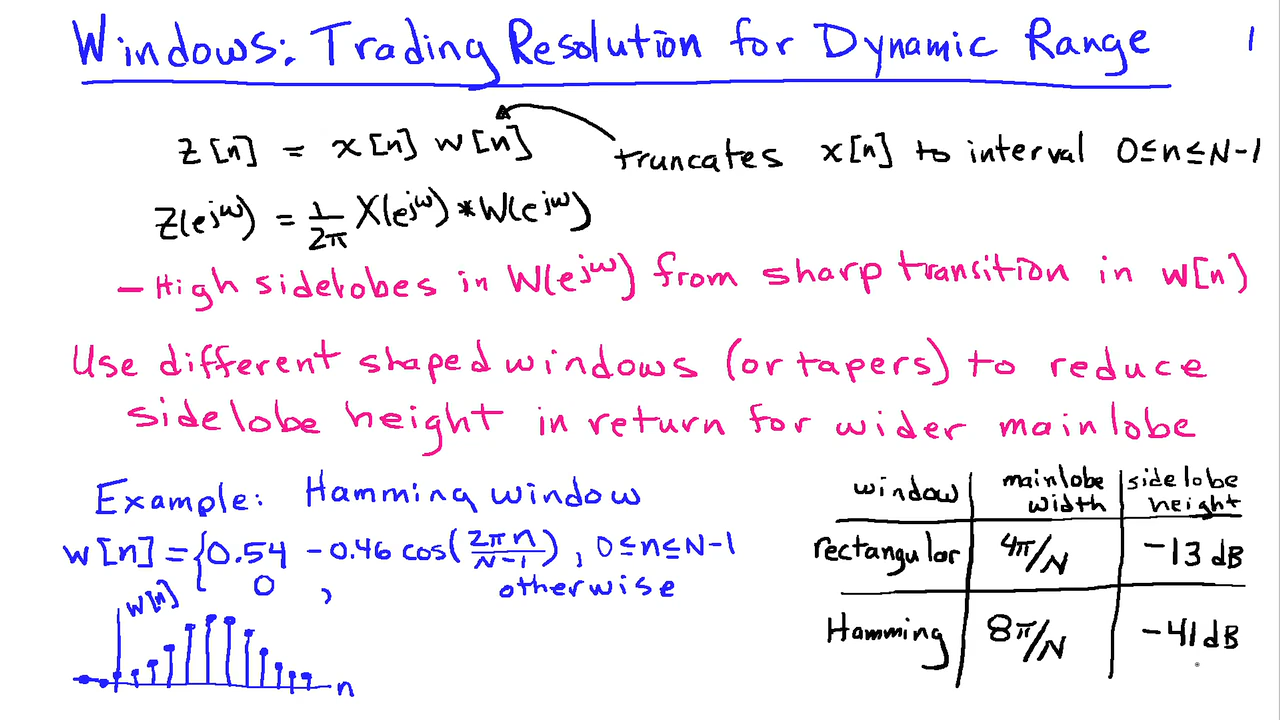 Windows: Trading Resolution for Dynamic Range 1
z[n] = x[n] w[n] truncates x[n] to interval 0≤n≤N-1
Z(e^{jω}) = 1/2π X(e^{jω}) * W(e^{jω})
- High sidelobes in W(e^{jω}) from sharp transition in w[n]
Use different shaped windows (or tapers) to reduce
sidelobe height in return for wider mainlobe
Example: Hamming window
w[n] = { 0.54 - 0.46 cos(2πn/N-1), 0≤n≤N-1
0 , otherwise
w[n]
n
window mainlobe width sidelobe height
rectangular 4π/N -13 dB
Hamming 8π/N -41 dB